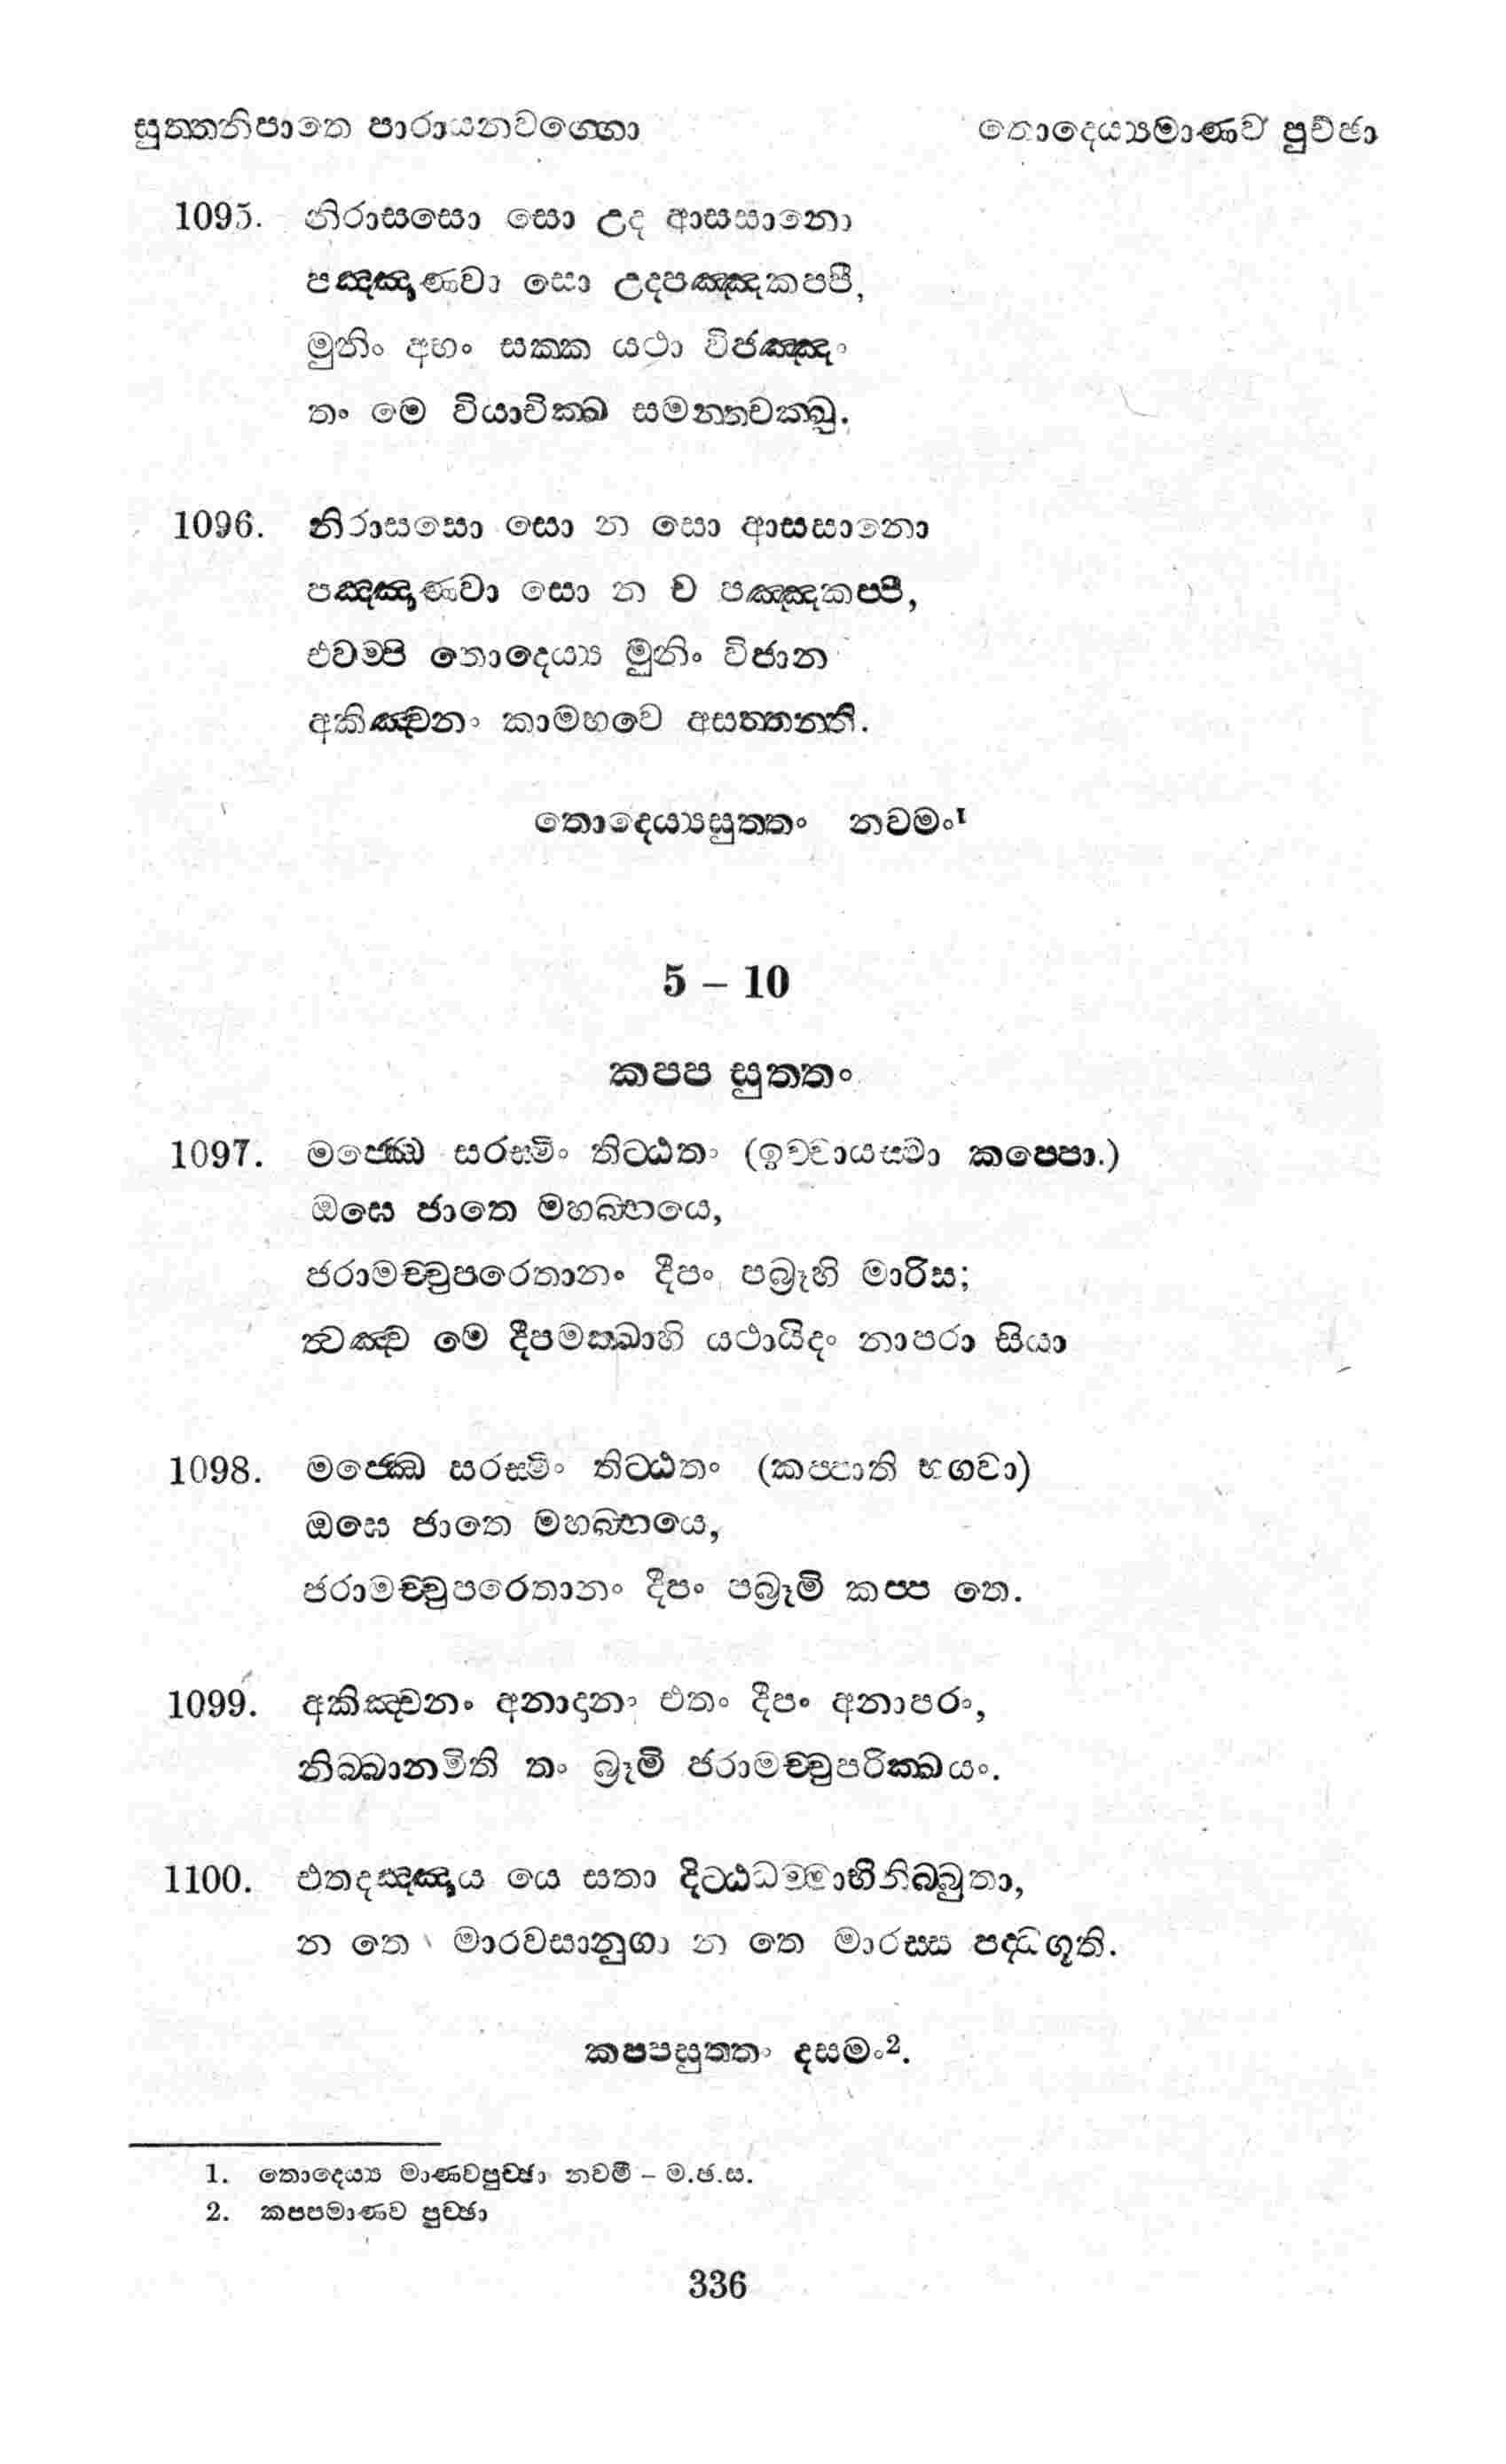 සුත්තනිපාතෙ පාරායනවග්ගො තොදෙය්‍යමාණව පුච්ඡා
1095. නිරාසසො සො උද ආසසානො
පඤ්ඤාණවා සො උදපඤ්ඤකප්පී,
මුනිං අහං සක්ක යථා විජඤ්ඤං
තං මෙ වියාචික්ඛ සමන්තචක්ඛු.
1096. නිරාසසො සො න සො ආසසානො
පඤ්ඤාණවා සො න ච පඤ්ඤකප්පී,
එවම්පි තොදෙය්‍ය මුනිං විජාන
අකිඤ්චනං කාමභවෙ අසත්තන්ති.
තොදෙය්‍යසුත්තං නවමං1
5 – 10
කප්ප සුත්තං
1097. මජ්ඣෙ සරස්මිං තිට්ඨතං (ඉච්චායස්මා කප්පො.)
ඔඝෙ ජාතෙ මහබ්භයෙ,
ජරාමච්චුපරෙතානං දීපං පබ්‍රූහි මාරිස;
ත්වඤ්ච මෙ දීපමක්ඛාහි යථායිදං නාපරා සියා
1098. මජ්ඣෙ සරස්මිං තිට්ඨතං (කප්පාති භගවා)
ඔඝෙ ජාතෙ මහබ්භයෙ,
ජරාමච්චුපරෙතානං දීපං පබ්‍රූමි කප්ප තෙ.
1099. අකිඤ්චනං අනාදානං එතං දීපං අනාපරං,
නිබ්බානමිති තං බ්‍රූමි ජරාමච්චුපරික්ඛයං.
1100. එතදඤ්ඤාය යෙ සතා දිට්ඨධම්මාභිනිබ්බුතා,
න තෙ මාරවසානුගා න තෙ මාරස්ස පද්ධගූති.
කප්පසුත්තං දසමං2.
1. තොදෙය්‍ය මාණවපුච්ඡා නවමී – ම.ඡ.ස.
2. කප්පමාණව පුච්ඡා
336